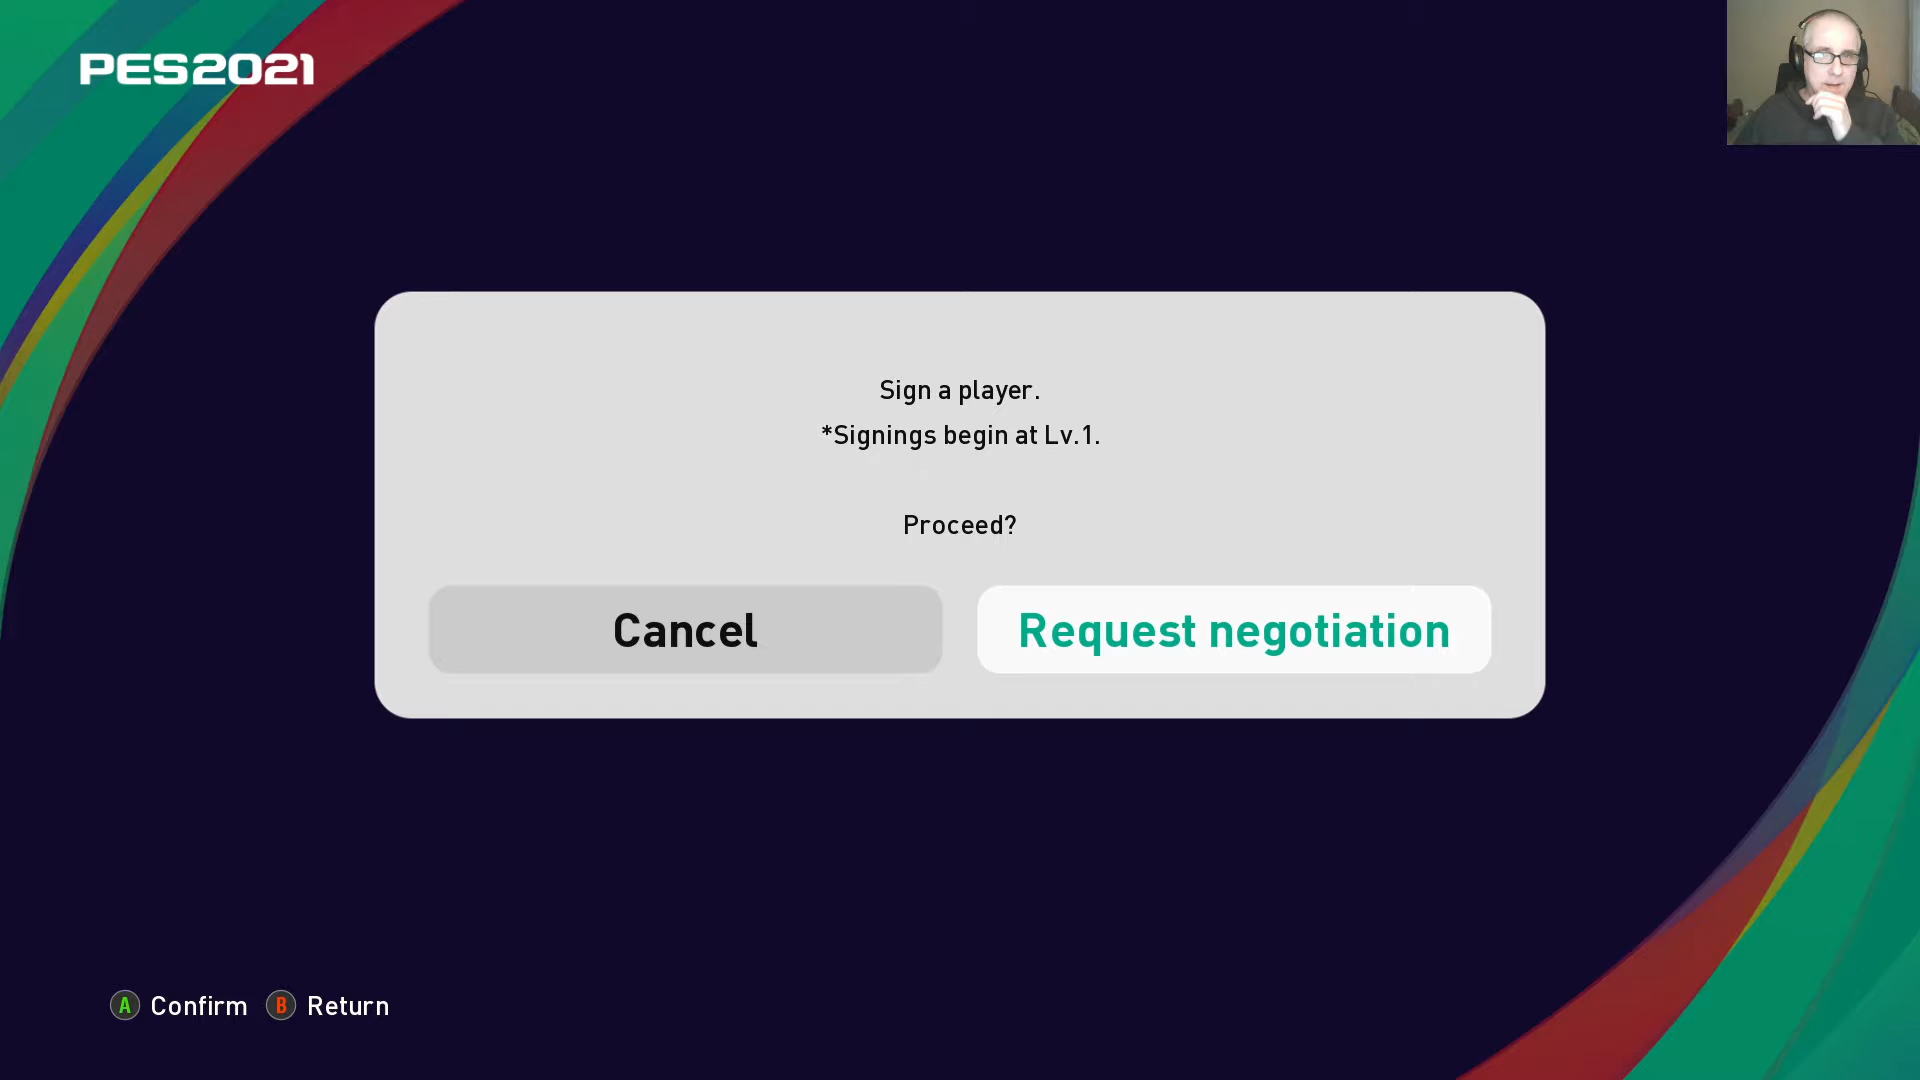 PES2021
Sign a player.
*Signings begin at Lv.1.
Proceed?
Cancel
Request negotiation
A Confirm B Return